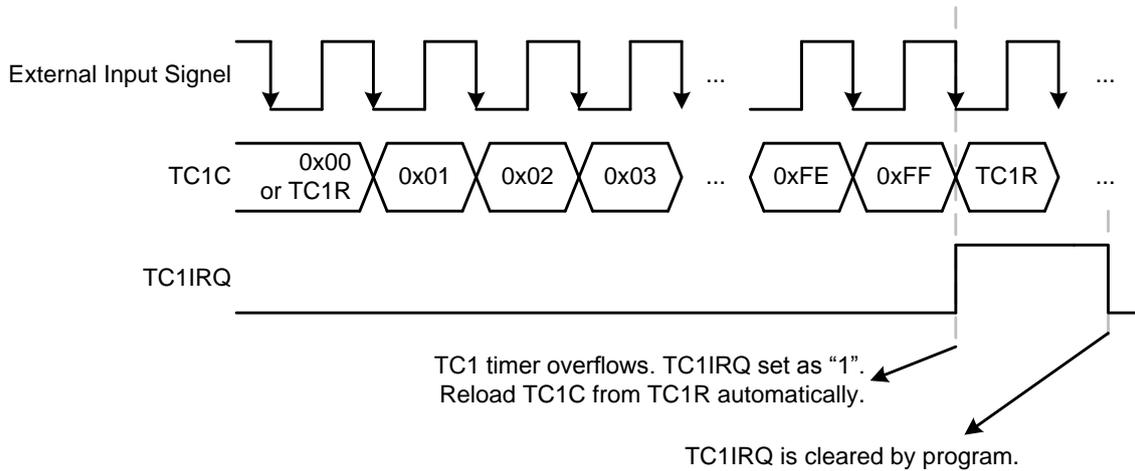 External Input Signel
...
...
TC1C
0x00
or TC1R
0x01
0x02
0x03
...
0xFE
0xFF
TC1R
...
TC1IRQ
TC1 timer overflows. TC1IRQ set as “1”.
Reload TC1C from TC1R automatically.
TC1IRQ is cleared by program.